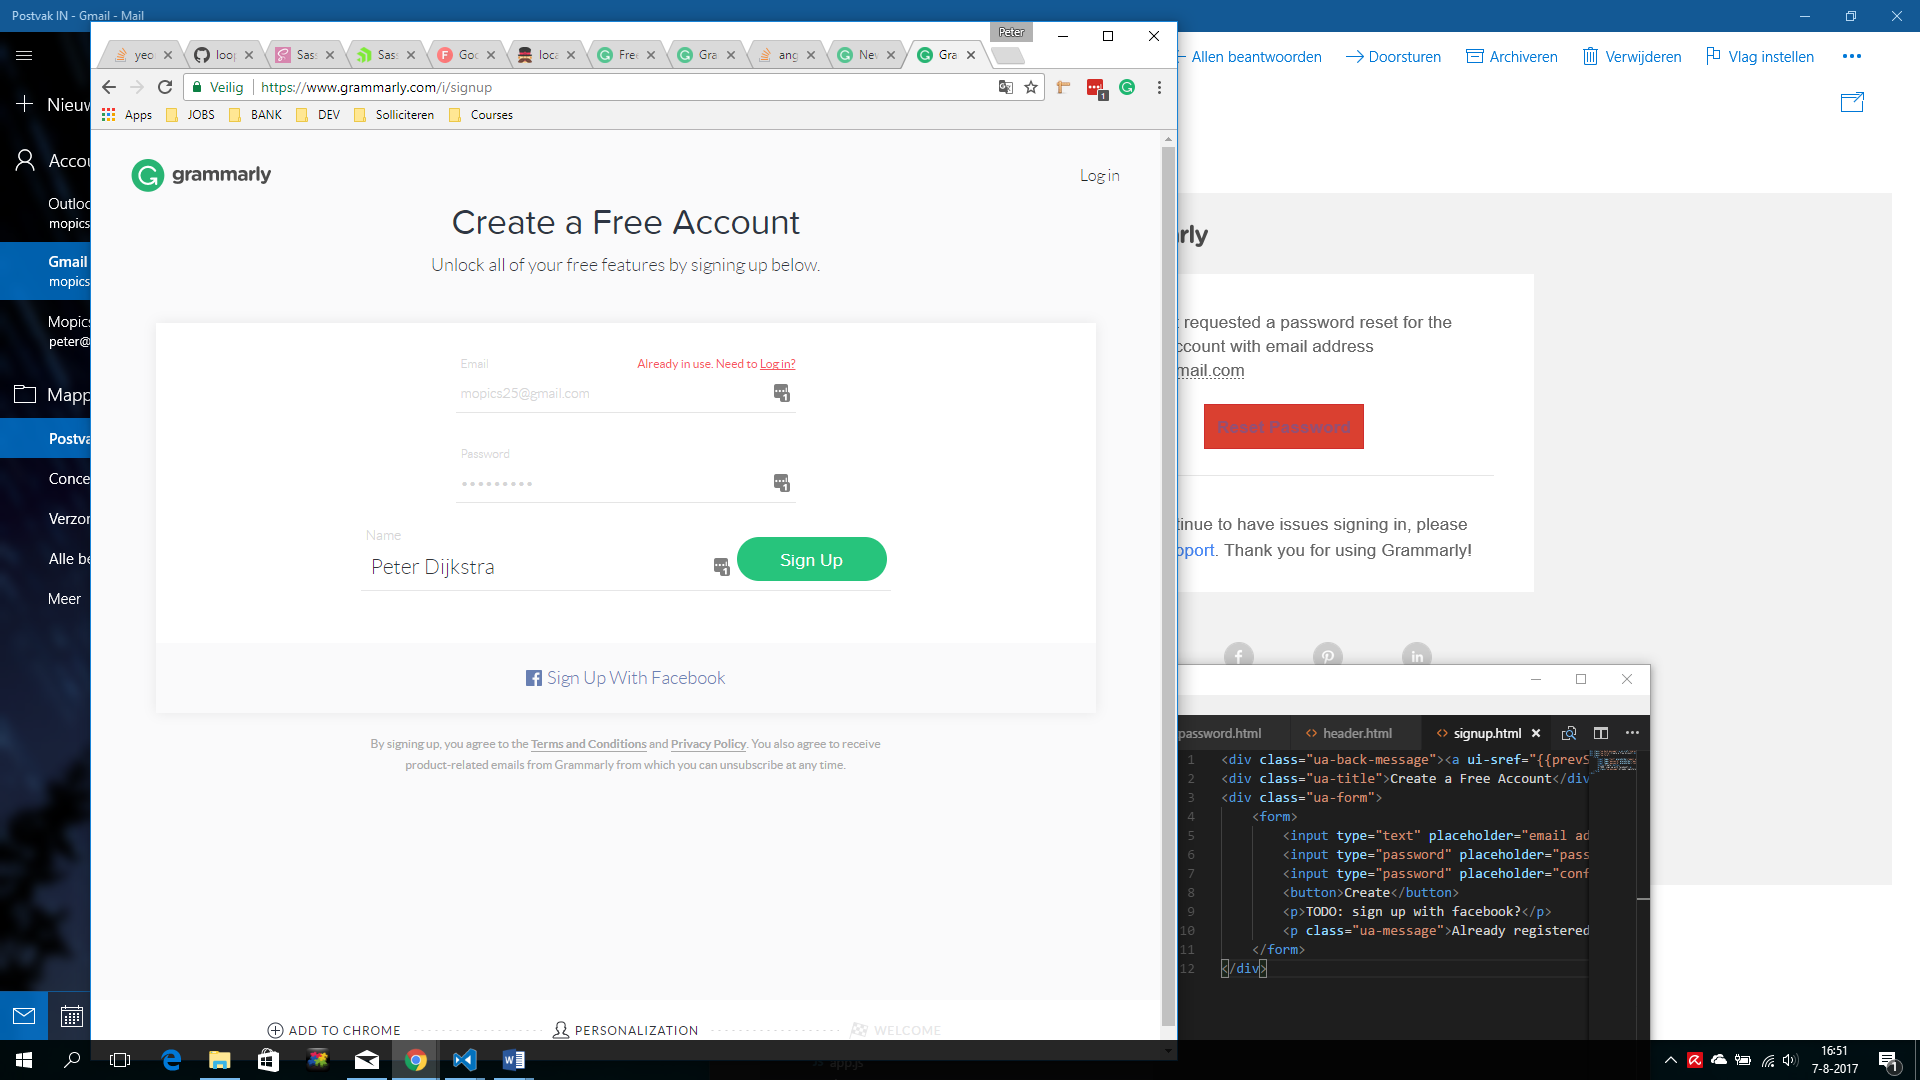 Postvak IN - Gmail - Mail
Peter
yeo
loop
Sass
Sass
Goo
loca
Free
Gra
ang
New
Gra
Veilig
https://www.grammarly.com/i/signup
Apps
JOBS
BANK
DEV
Solliciteren
Courses
Allen beantwoorden
Doorsturen
Archiveren
Verwijderen
Vlag instellen
Nieuw
Accou
Outloo
mopics
Gmail
mopics
Mopics
peter@
Mapp
Postva
Conce
Verzon
Alle be
Meer
grammarly
Log in
Create a Free Account
Unlock all of your free features by signing up below.
Email
Already in use. Need to Log in?
mopics25@gmail.com
Password
•••••••••
Name
Peter Dijkstra
Sign Up
Sign Up With Facebook
By signing up, you agree to the Terms and Conditions and Privacy Policy. You also agree to receive
product-related emails from Grammarly from which you can unsubscribe at any time.
ADD TO CHROME
PERSONALIZATION
WELCOME
rly
t requested a password reset for the
ccount with email address
mail.com
Reset Password
tinue to have issues signing in, please
pport. Thank you for using Grammarly!
password.html
header.html
signup.html
1 <div class="ua-back-message"><a ui-sref="{{prevS
2 <div class="ua-title">Create a Free Account</div
3 <div class="ua-form">
4 <form>
5 <input type="text" placeholder="email ad
6 <input type="password" placeholder="pass
7 <input type="password" placeholder="conf
8 <button>Create</button>
9 <p>TODO: sign up with facebook?</p>
10 <p class="ua-message">Already registered
11 </form>
12 </div>
app.js
16:51
7-8-2017
1